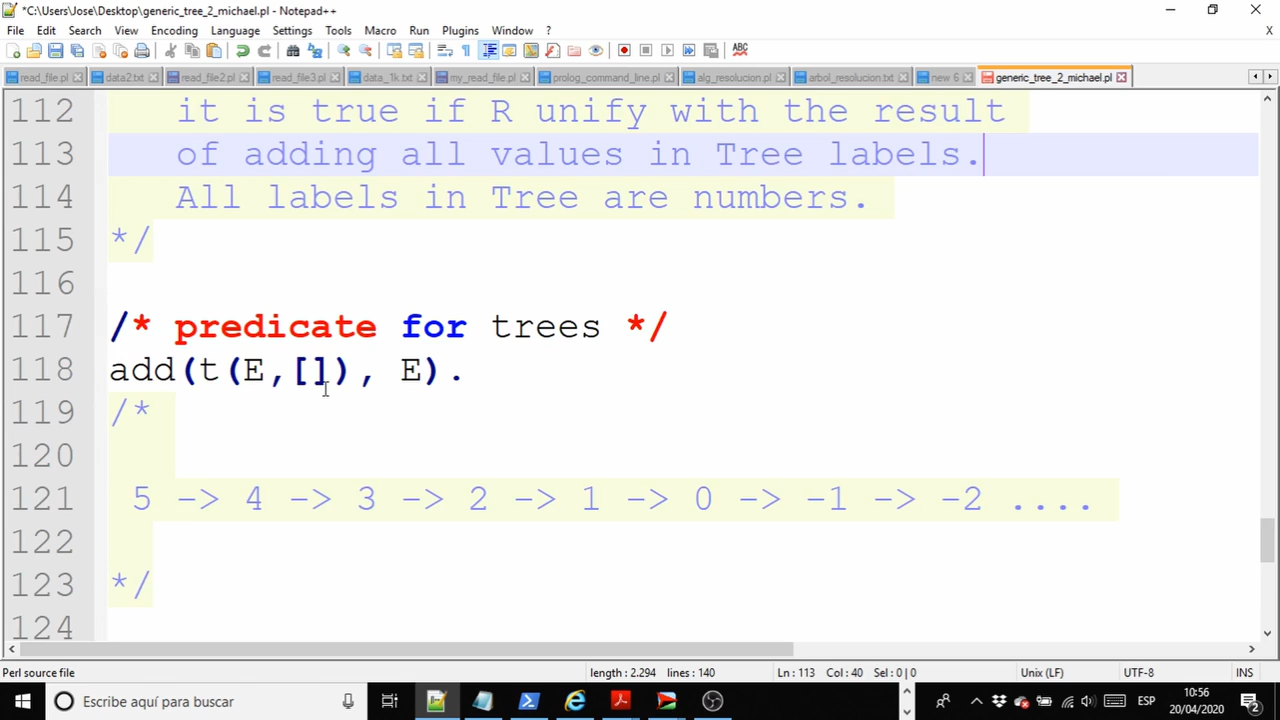 *C:\Users\Jose\Desktop\generic_tree_2_michael.pl - Notepad++
File Edit Search View Encoding Language Settings Tools Macro Run Plugins Window ?
X
read_file.pl data2.txt read_file2.pl read_file3.pl data_1k.txt my_read_file.pl prolog_command_line.pl alg_resolucion.pl arbol_resolucion.txt new 6 generic_tree_2_michael.pl
112 it is true if R unify with the result
113 of adding all values in Tree labels.
114 All labels in Tree are numbers.
115 */
116
117 /* predicate for trees */
118 add(t(E,[]), E).
119 /*
120
121 5 -> 4 -> 3 -> 2 -> 1 -> 0 -> -1 -> -2 ....
122
123 */
124
Perl source file length : 2.294 lines : 140 Ln : 113 Col : 40 Sel : 0 | 0 Unix (LF) UTF-8 INS
Escribe aquí para buscar ESP 10:56
20/04/2020 2